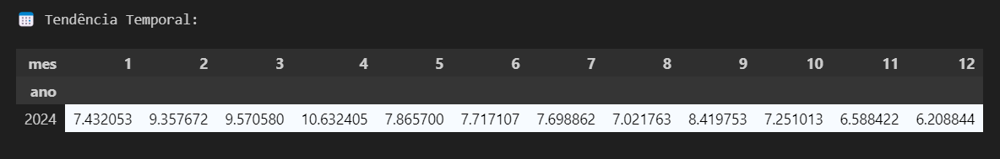 Tendência Temporal:
mes 1 2 3 4 5 6 7 8 9 10 11 12
ano
2024 7.432053 9.357672 9.570580 10.632405 7.865700 7.717107 7.698862 7.021763 8.419753 7.251013 6.588422 6.208844